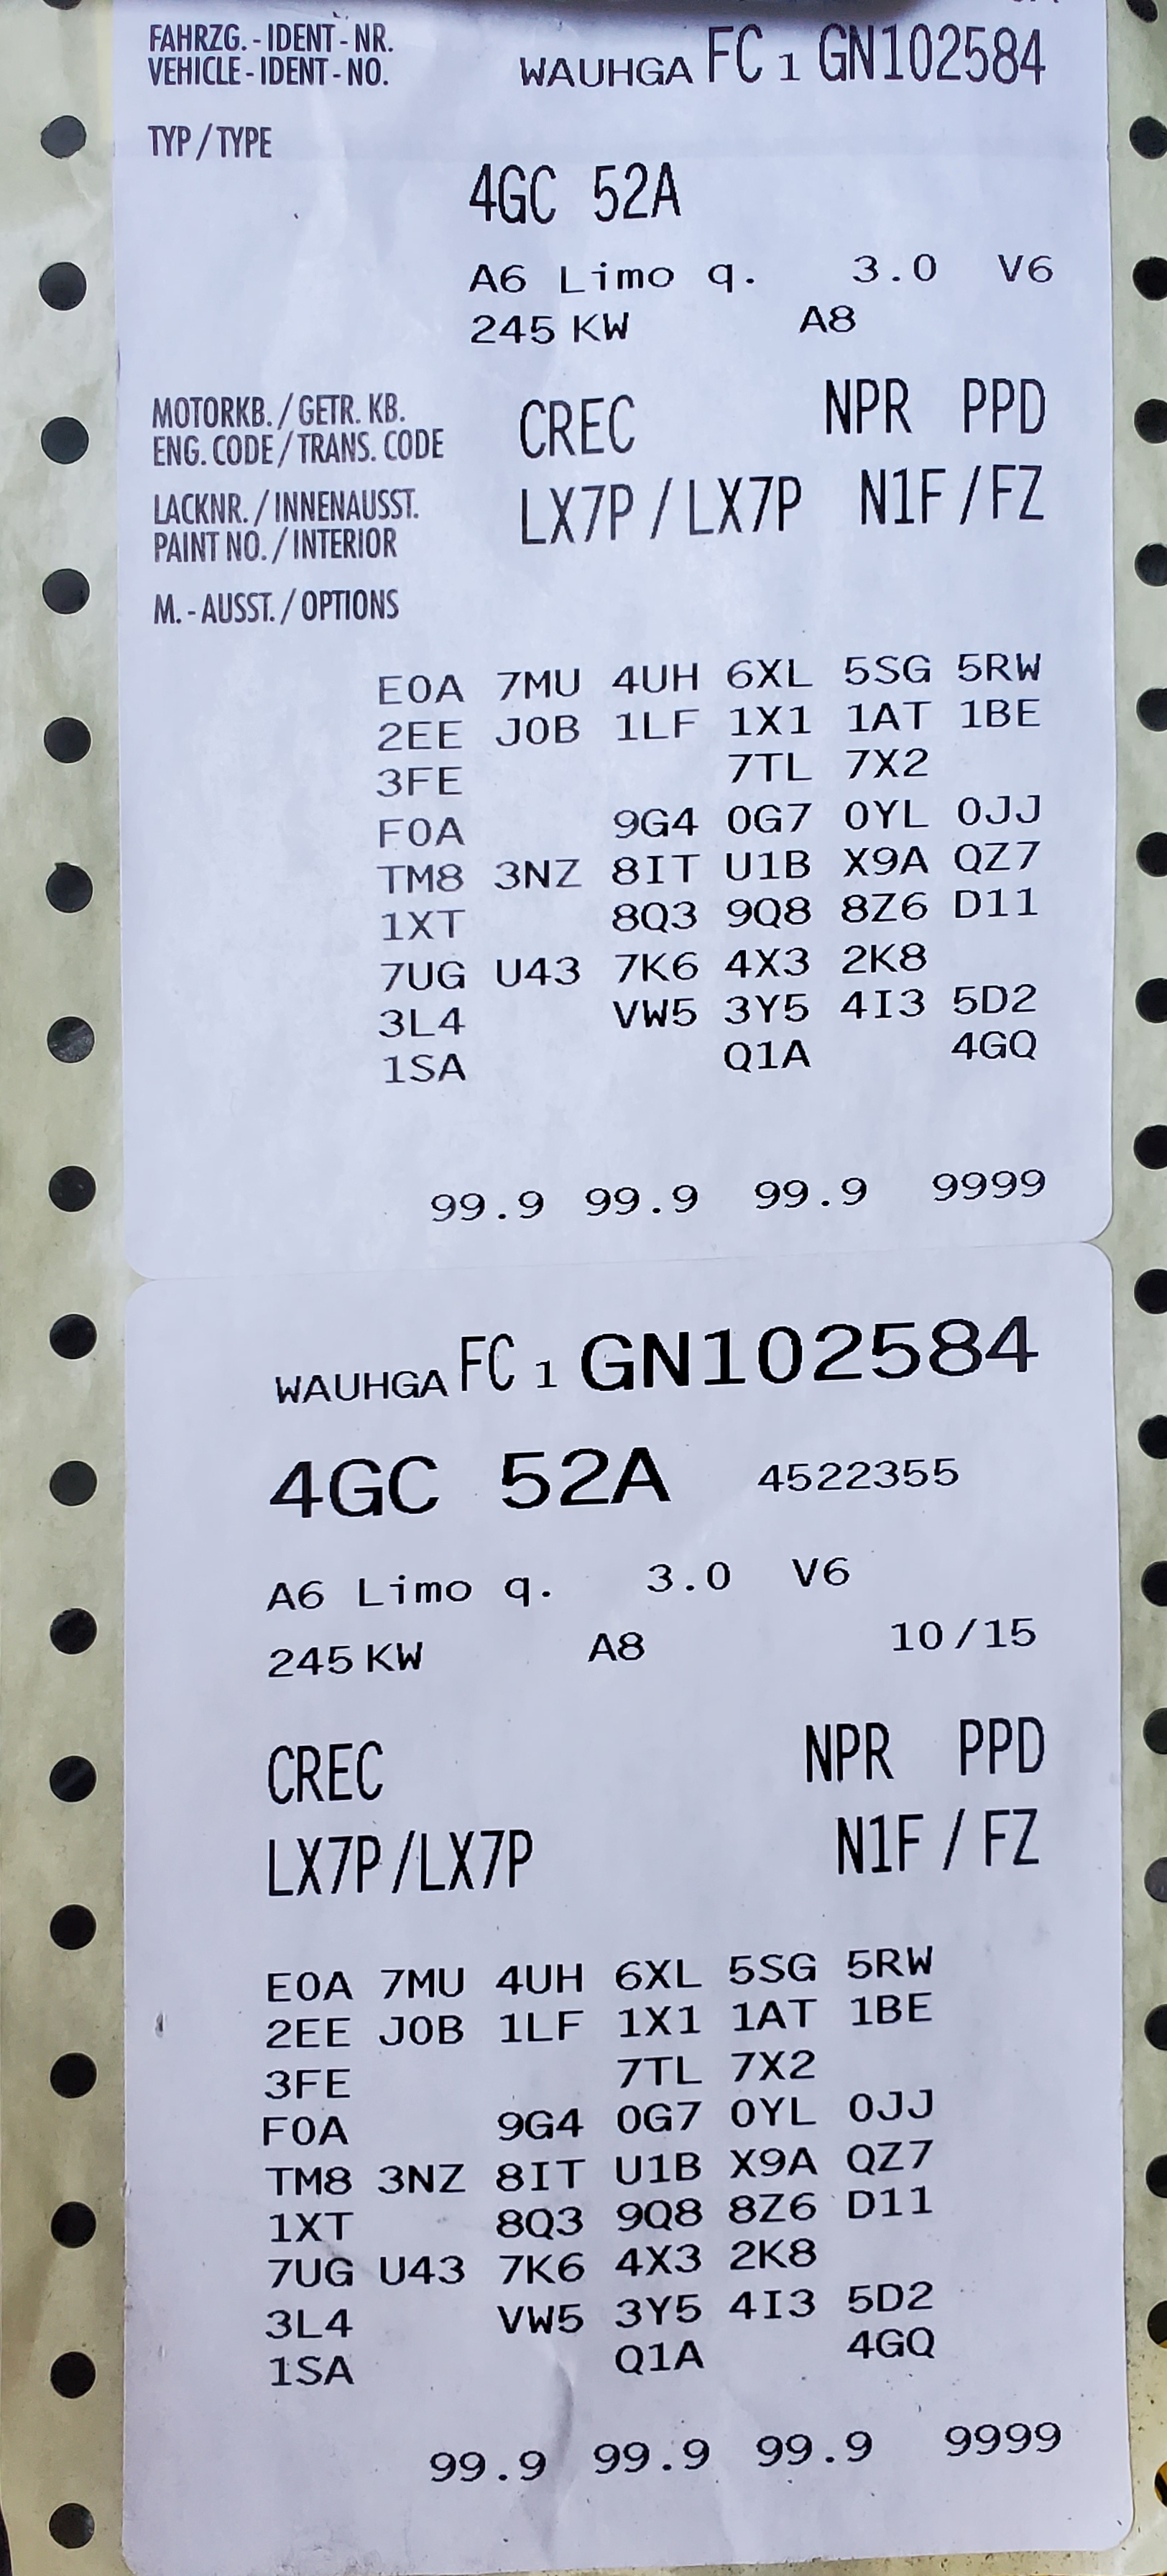 FAHRZG. - IDENT - NR.
VEHICLE - IDENT - NO. WAUHGA FC 1 GN102584
TYP / TYPE
4GC 52A
A6 Limo q. 3.0 V6
245 KW A8
MOTORKB. / GETR. KB.
ENG. CODE / TRANS. CODE CREC NPR PPD
LACKNR. / INNENAUSST.
PAINT NO. / INTERIOR LX7P / LX7P N1F / FZ
M. - AUSST. / OPTIONS
E0A 7MU 4UH 6XL 5SG 5RW
2EE J0B 1LF 1X1 1AT 1BE
3FE 7TL 7X2
F0A 9G4 0G7 0YL 0JJ
TM8 3NZ 8IT U1B X9A QZ7
1XT 8Q3 9Q8 8Z6 D11
7UG U43 7K6 4X3 2K8
3L4 VW5 3Y5 4I3 5D2
1SA Q1A 4GQ
99.9 99.9 99.9 9999
WAUHGA FC 1 GN102584
4GC 52A 4522355
A6 Limo q. 3.0 V6
245 KW A8 10/15
CREC NPR PPD
LX7P / LX7P N1F / FZ
E0A 7MU 4UH 6XL 5SG 5RW
2EE J0B 1LF 1X1 1AT 1BE
3FE 7TL 7X2
F0A 9G4 0G7 0YL 0JJ
TM8 3NZ 8IT U1B X9A QZ7
1XT 8Q3 9Q8 8Z6 D11
7UG U43 7K6 4X3 2K8
3L4 VW5 3Y5 4I3 5D2
1SA Q1A 4GQ
99.9 99.9 99.9 9999